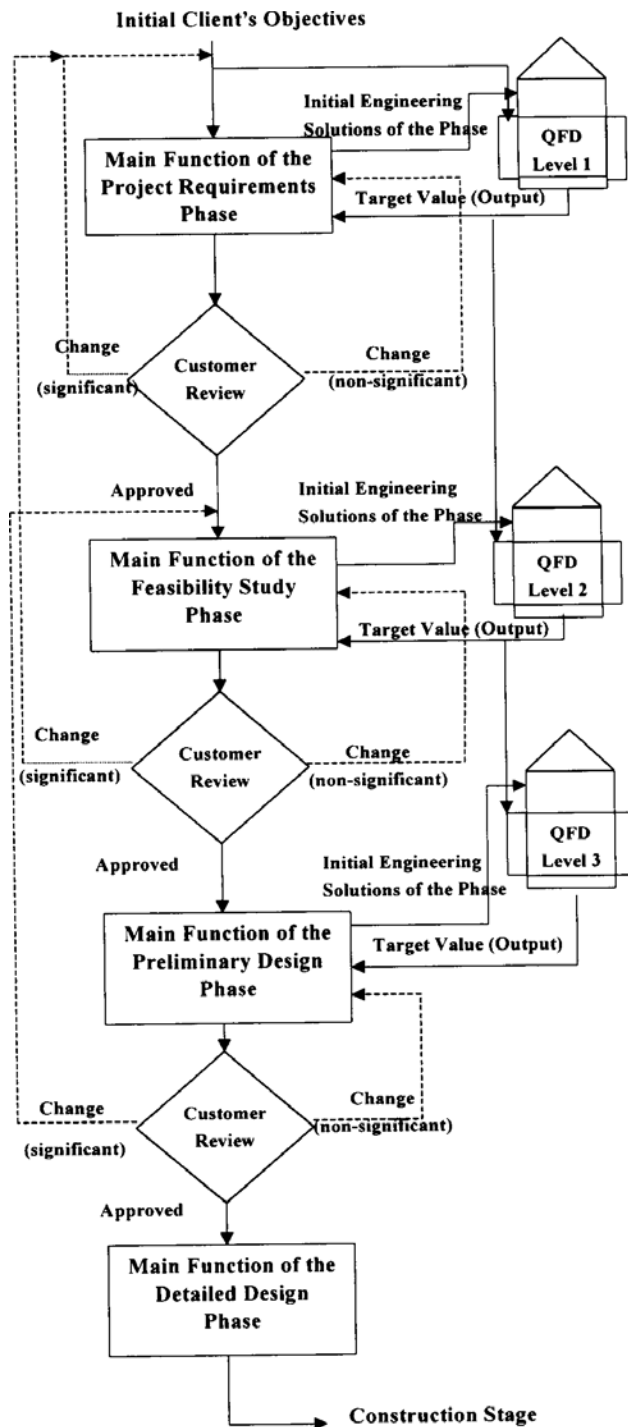 Initial Client's Objectives
Initial Engineering
Solutions of the Phase
QFD
Level 1
Main Function of the
Project Requirements
Phase
Target Value (Output)
Change
(significant)
Customer
Review
Change
(non-significant)
Approved
Initial Engineering
Solutions of the Phase
QFD
Level 2
Main Function of the
Feasibility Study
Phase
Target Value (Output)
Change
(significant)
Customer
Review
Change
(non-significant)
QFD
Level 3
Approved
Initial Engineering
Solutions of the Phase
Main Function of the
Preliminary Design
Phase
Target Value (Output)
Change
(significant)
Customer
Review
Change
(non-significant)
Approved
Main Function of the
Detailed Design
Phase
Construction Stage